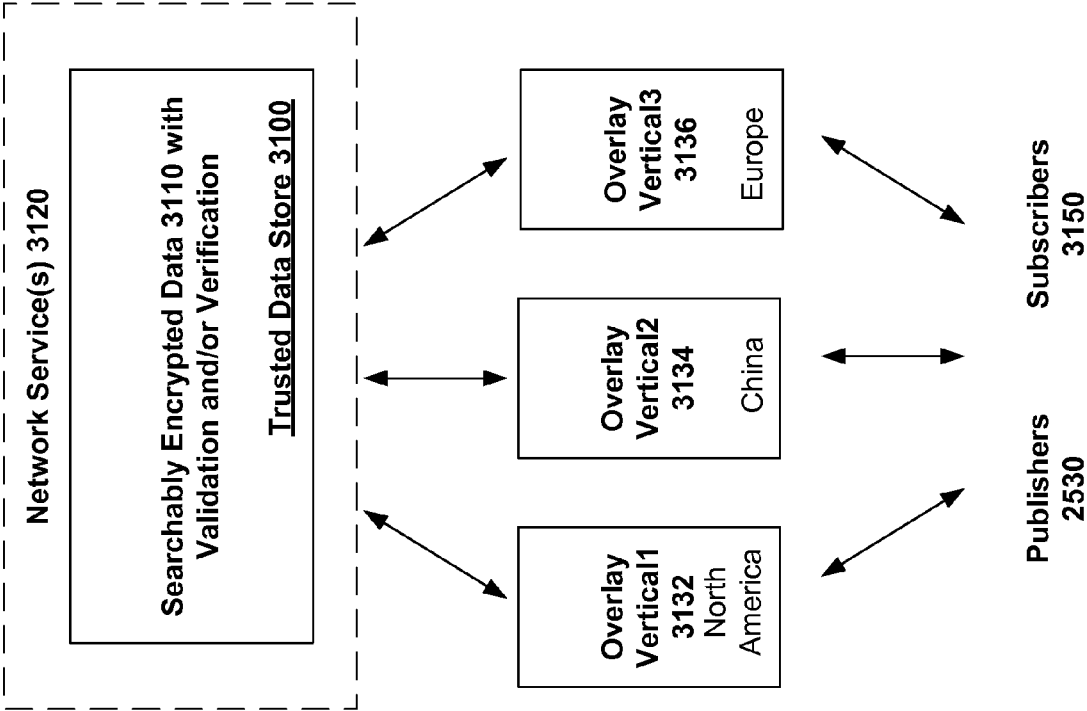 Network Service(s) 3120
Searchably Encrypted Data 3110 with
Validation and/or Verification
Trusted Data Store 3100
Overlay
Vertical1
3132
North
America
Overlay
Vertical2
3134
China
Overlay
Vertical3
3136
Europe
Publishers
2530
Subscribers
3150